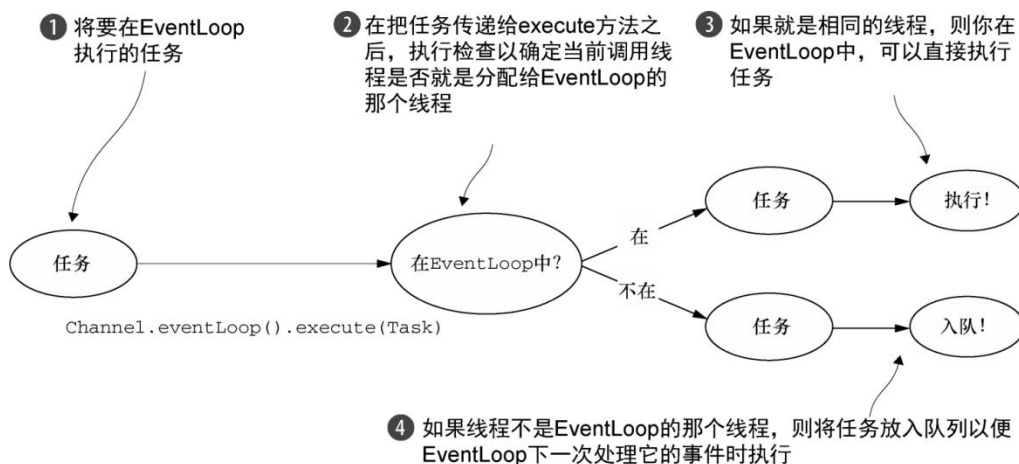 ❶ 将要在EventLoop
执行的任务
❷ 在把任务传递给execute方法之
后，执行检查以确定当前调用线
程是否就是分配给EventLoop的
那个线程
❸ 如果就是相同的线程，则你在
EventLoop中，可以直接执行
任务
任务
执行！
在
任务
在EventLoop中？
不在
Channel.eventLoop().execute(Task)
任务
入队！
❹ 如果线程不是EventLoop的那个线程，则将任务放入队列以便
EventLoop下一次处理它的事件时执行